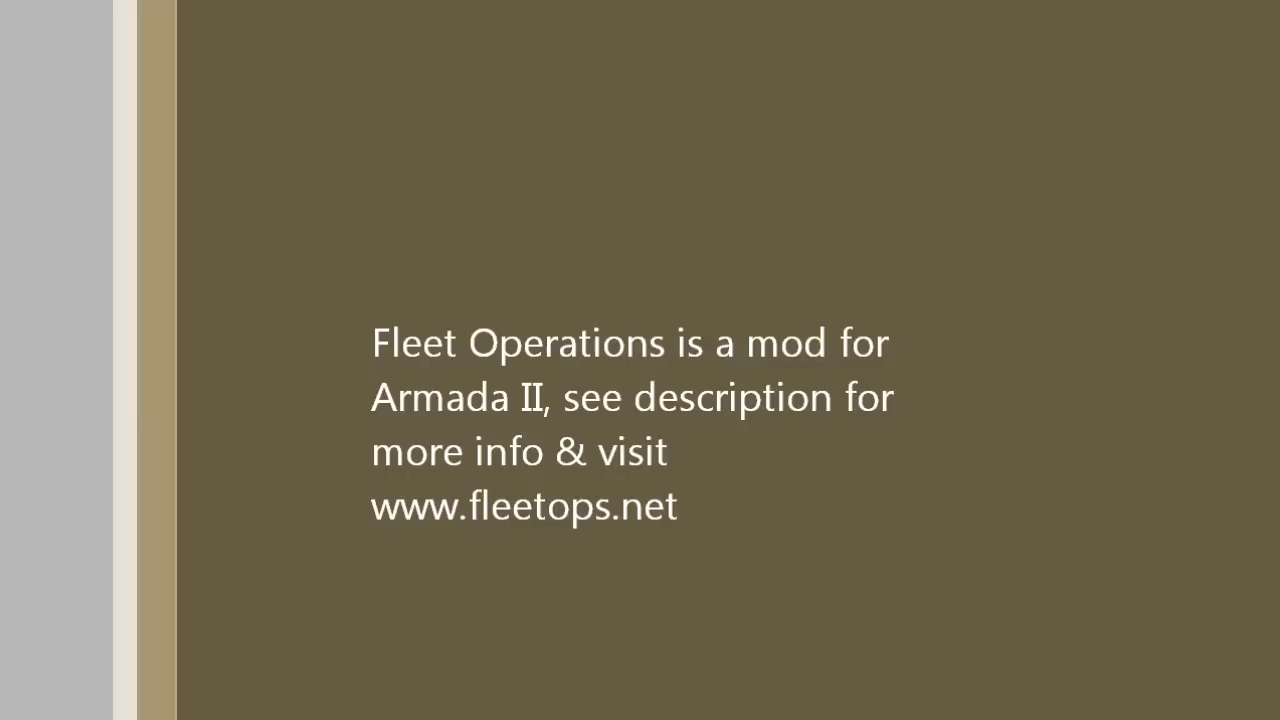 Fleet Operations is a mod for
Armada II, see description for
more info & visit
www.fleetops.net